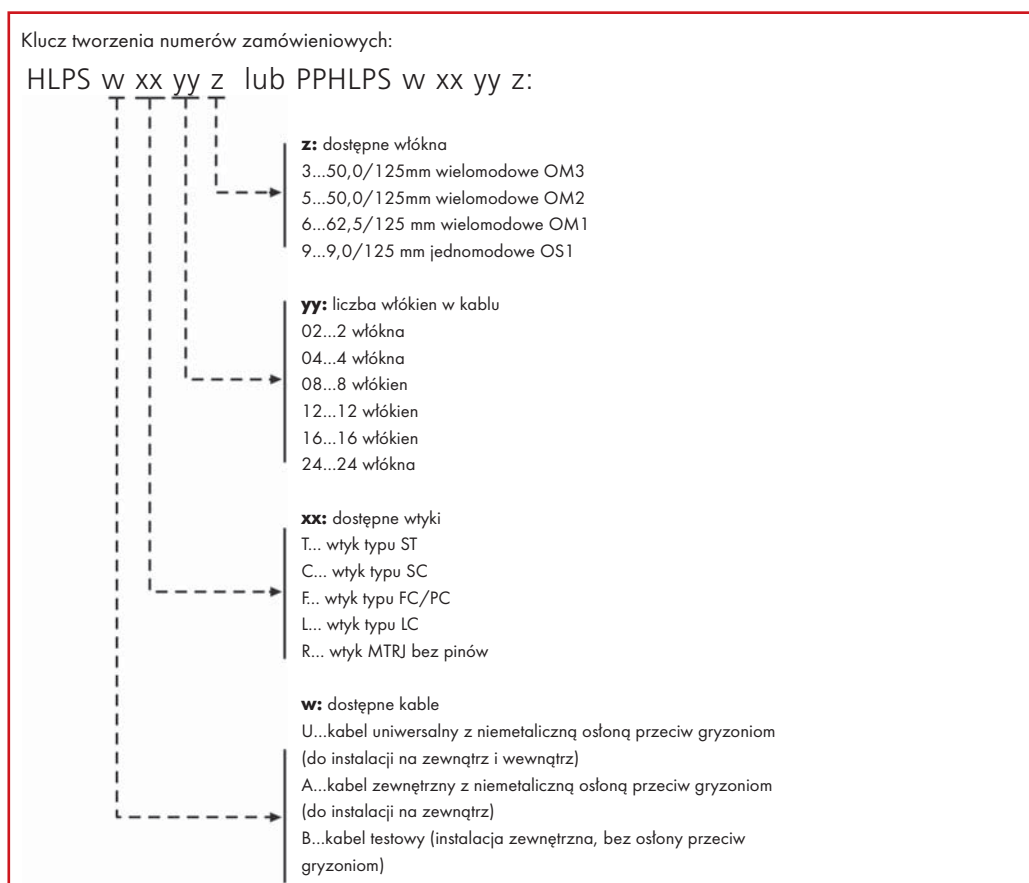 Klucz tworzenia numerów zamówieniowych:
HLPS w xx yy z lub PPHLPS w xx yy z:
z: dostępne włókna
3...50,0/125mm wielomodowe OM3
5...50,0/125mm wielomodowe OM2
6...62,5/125 mm wielomodowe OM1
9...9,0/125 mm jednomodowe OS1
yy: liczba włókien w kablu
02...2 włókna
04...4 włókna
08...8 włókien
12...12 włókien
16...16 włókien
24...24 włókna
xx: dostępne wtyki
T... wtyk typu ST
C... wtyk typu SC
F... wtyk typu FC/PC
L... wtyk typu LC
R... wtyk MTRJ bez pinów
w: dostępne kable
U...kabel uniwersalny z niemetaliczną osłoną przeciw gryzoniom
(do instalacji na zewnątrz i wewnątrz)
A...kabel zewnętrzny z niemetaliczną osłoną przeciw gryzoniom
(do instalacji na zewnątrz)
B...kabel testowy (instalacja zewnętrzna, bez osłony przeciw
gryzoniom)